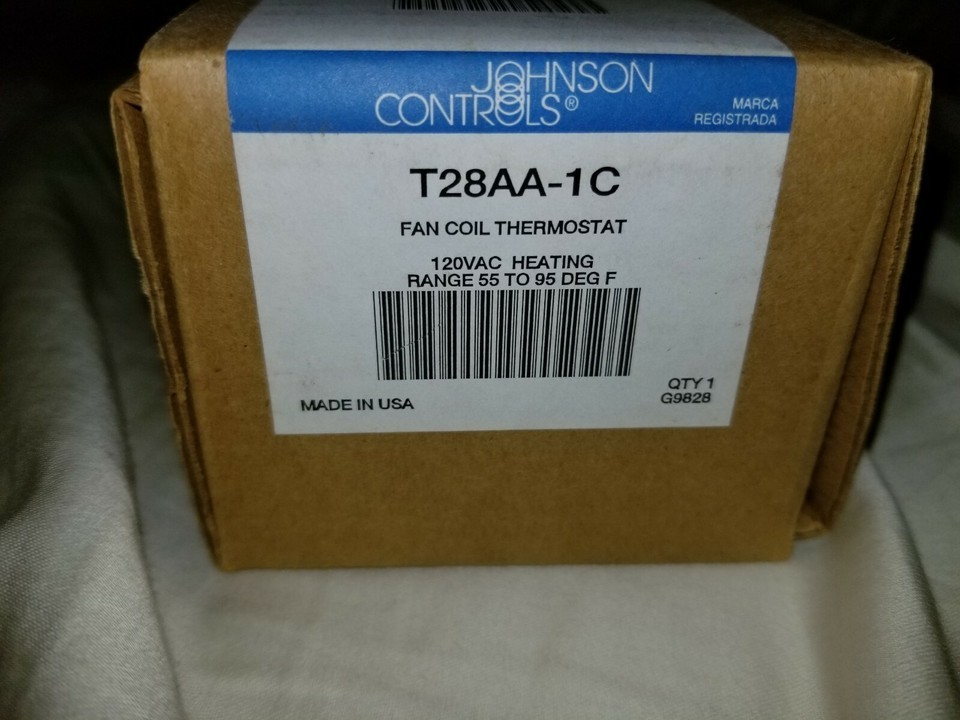 JOHNSON
CONTROLS®
MARCA
REGISTRADA
T28AA-1C
FAN COIL THERMOSTAT
120VAC HEATING
RANGE 55 TO 95 DEG F
QTY 1
MADE IN USA
G9828